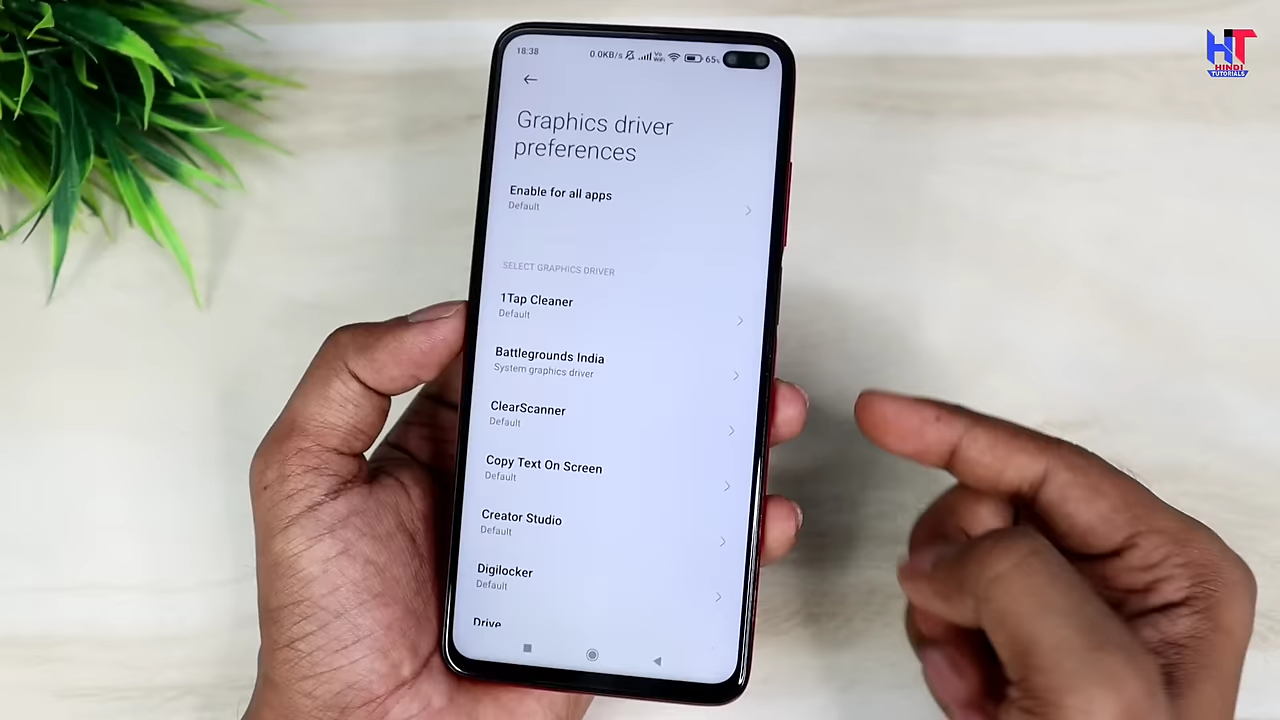 18:38 0.0KB/s Vo WiFi 65%
HT
HINDI
TUTORIALS
Graphics driver
preferences
Enable for all apps
Default
SELECT GRAPHICS DRIVER
1Tap Cleaner
Default
Battlegrounds India
System graphics driver
ClearScanner
Default
Copy Text On Screen
Default
Creator Studio
Default
Digilocker
Default
Drive